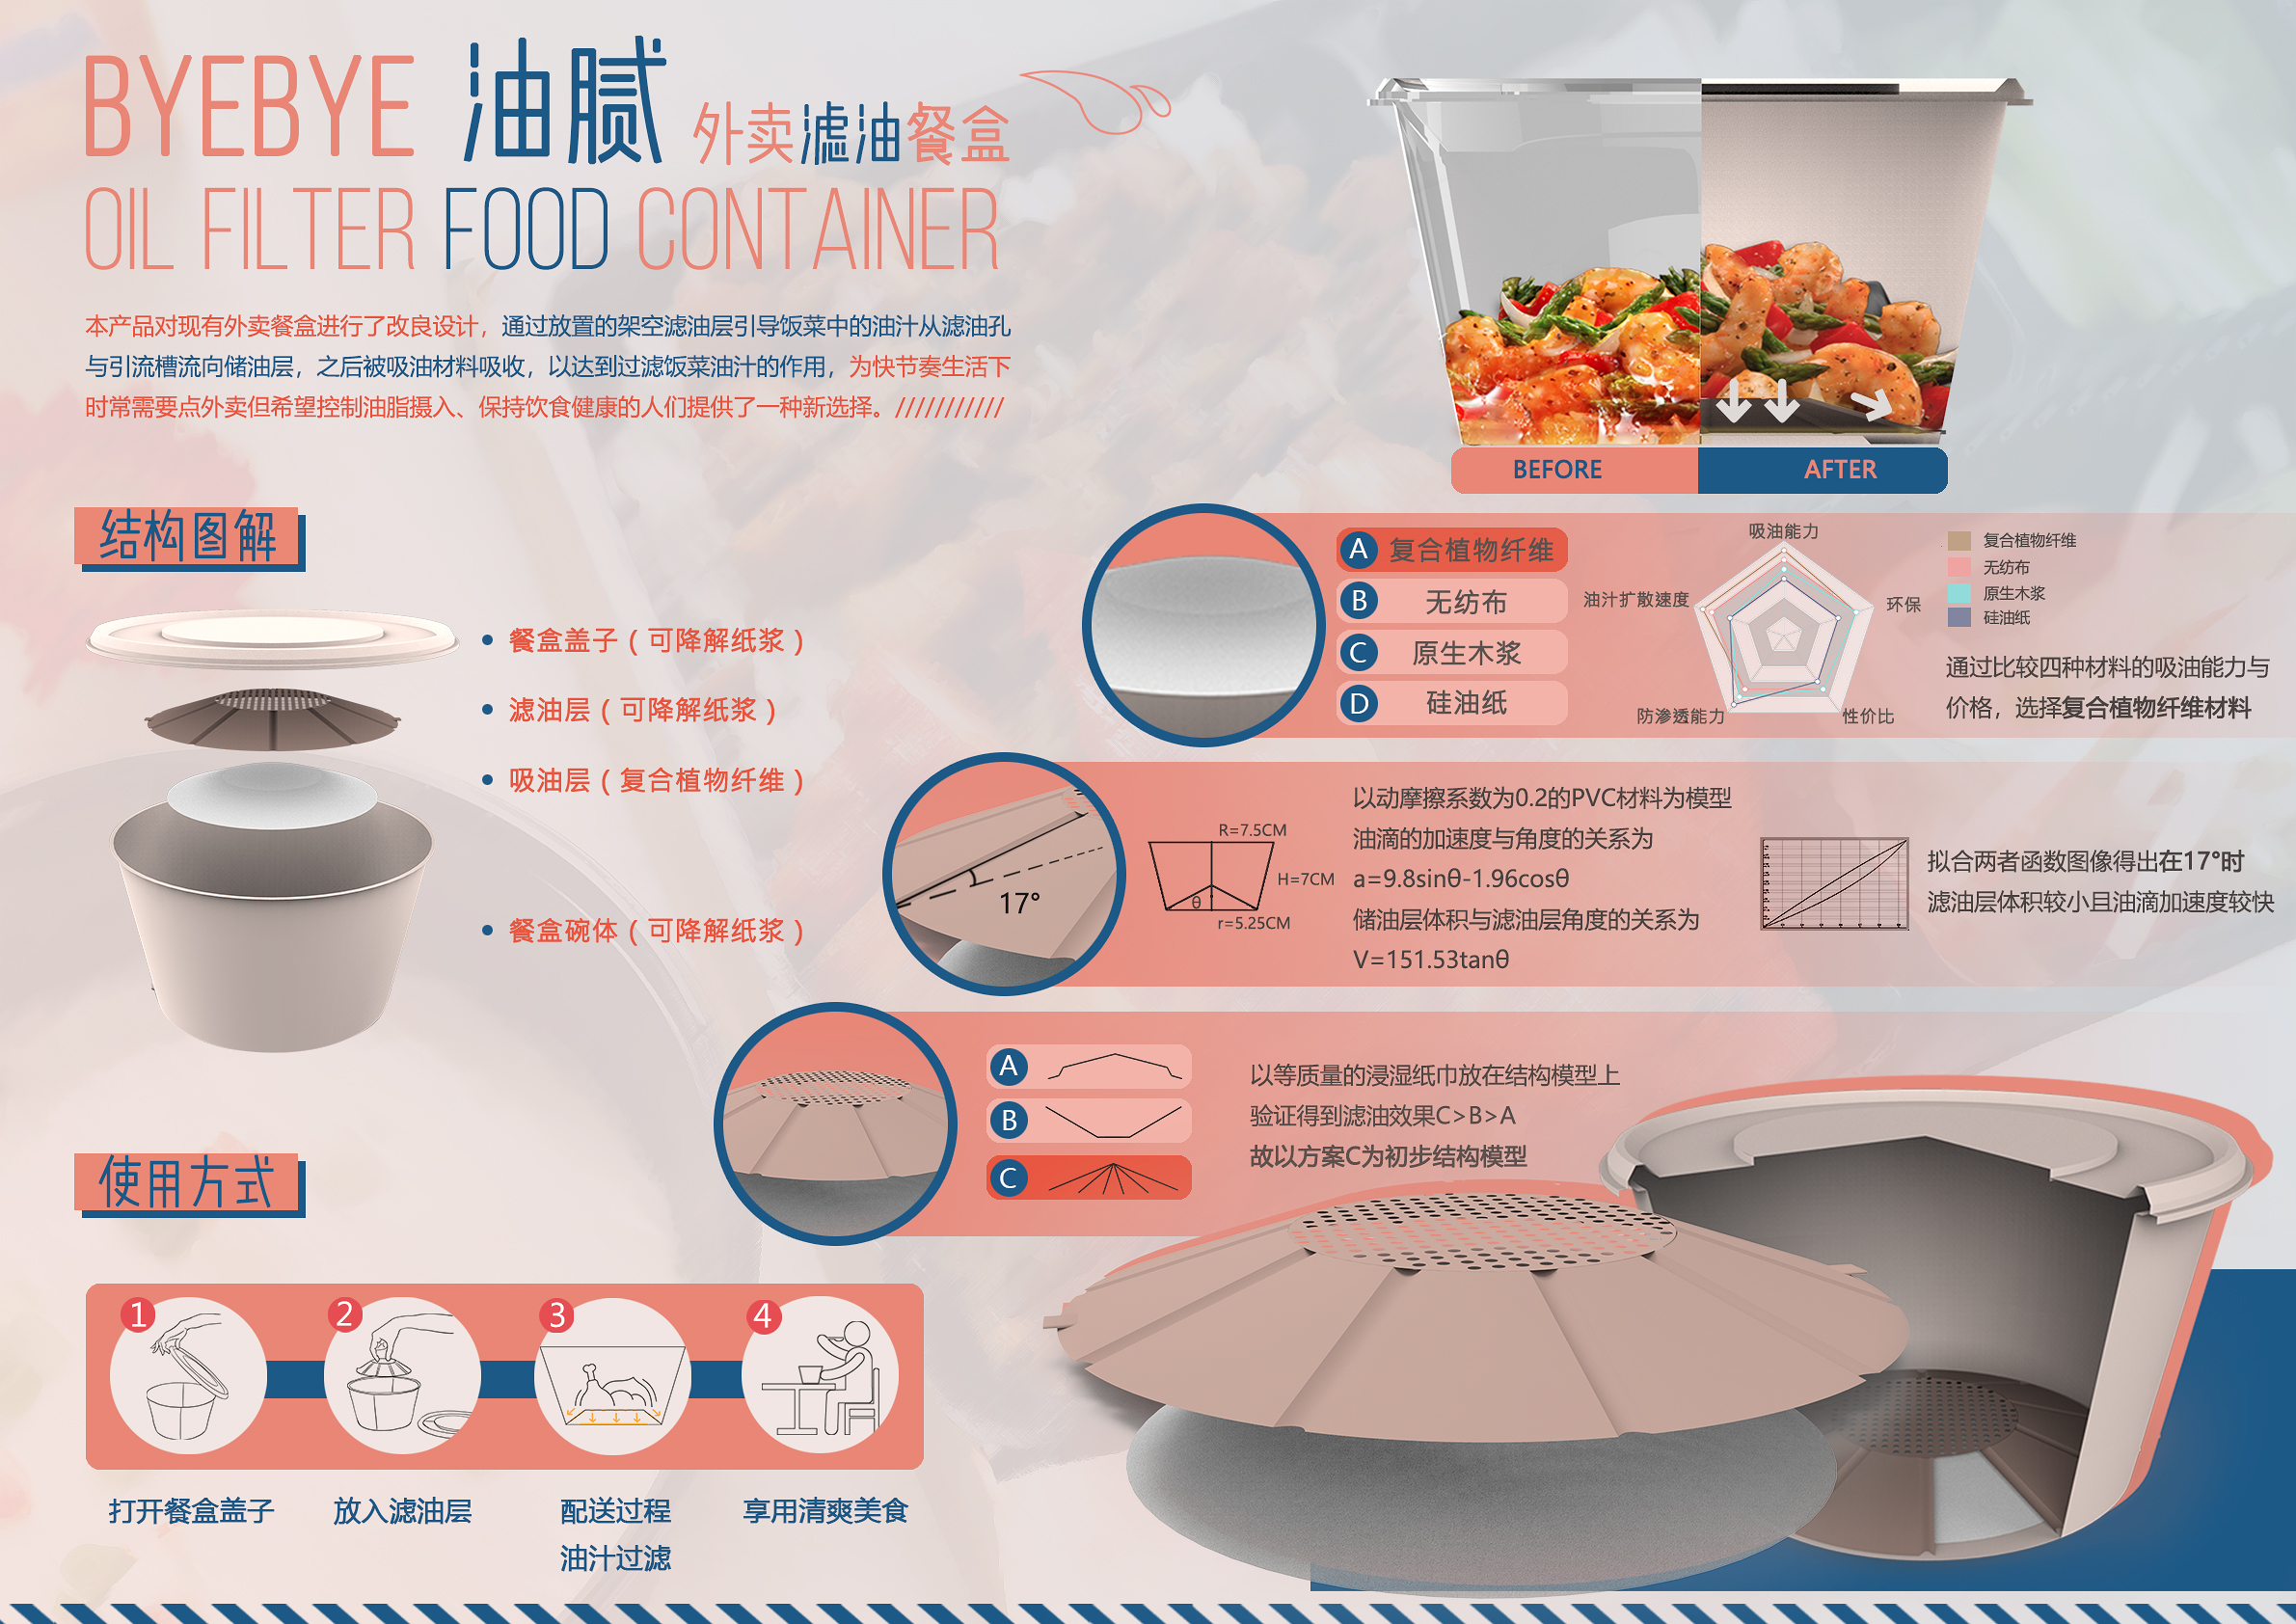 BYEBYE 油腻 外卖滤油餐盒
OIL FILTER FOOD CONTAINER
本产品对现有外卖餐盒进行了改良设计，通过放置的架空滤油层引导饭菜中的油汁从滤油孔
与引流槽流向储油层，之后被吸油材料吸收，以达到过滤饭菜油汁的作用，为快节奏生活下
时常需要点外卖但希望控制油脂摄入、保持饮食健康的人们提供了一种新选择。///////////
BEFORE
AFTER
结构图解
餐盒盖子（可降解纸浆）
滤油层（可降解纸浆）
吸油层（复合植物纤维）
餐盒碗体（可降解纸浆）
A 复合植物纤维
B 无纺布
C 原生木浆
D 硅油纸
吸油能力
油汁扩散速度
环保
防渗透能力
性价比
复合植物纤维
无纺布
原生木浆
硅油纸
通过比较四种材料的吸油能力与
价格，选择复合植物纤维材料
17°
R=7.5CM
H=7CM
θ
r=5.25CM
以动摩擦系数为0.2的PVC材料为模型
油滴的加速度与角度的关系为
a=9.8sinθ-1.96cosθ
储油层体积与滤油层角度的关系为
V=151.53tanθ
拟合两者函数图像得出在17°时
滤油层体积较小且油滴加速度较快
A
B
C
以等质量的浸湿纸巾放在结构模型上
验证得到滤油效果C>B>A
故以方案C为初步结构模型
使用方式
1
2
3
4
打开餐盒盖子
放入滤油层
配送过程
油汁过滤
享用清爽美食